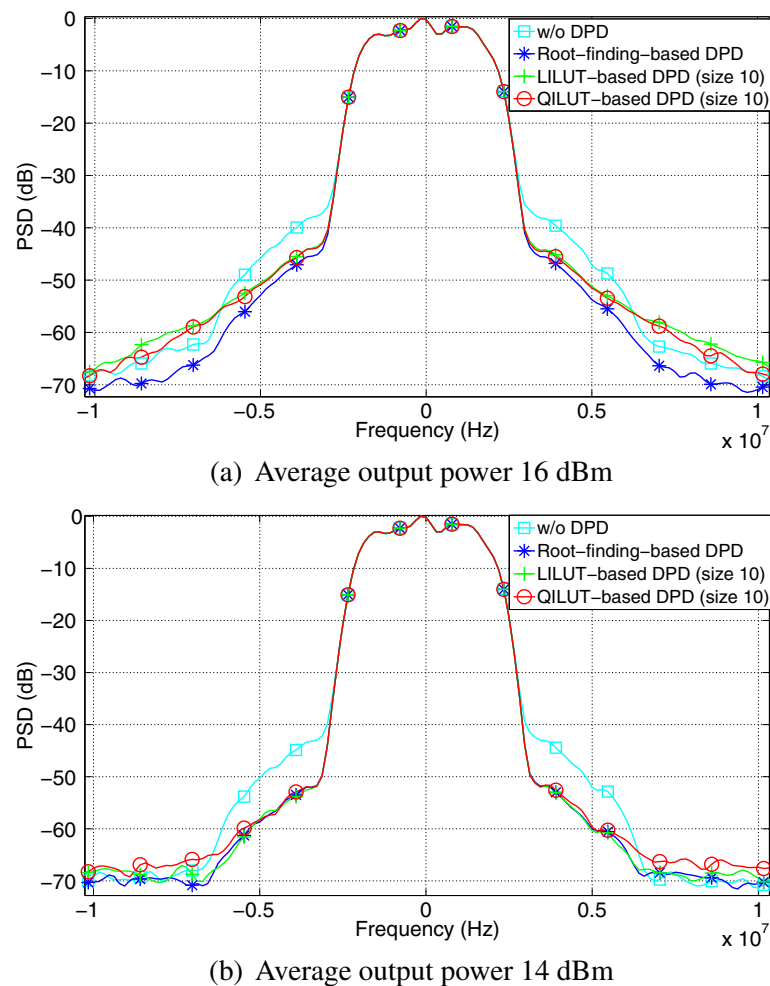 0
−10
−20
−30
−40
−50
−60
−70
PSD (dB)
w/o DPD
Root−finding−based DPD
LILUT−based DPD (size 10)
QILUT−based DPD (size 10)
−1 −0.5 0 0.5 1
Frequency (Hz)
x 10^7
(a) Average output power 16 dBm
0
−10
−20
−30
−40
−50
−60
−70
PSD (dB)
w/o DPD
Root−finding−based DPD
LILUT−based DPD (size 10)
QILUT−based DPD (size 10)
−1 −0.5 0 0.5 1
Frequency (Hz)
x 10^7
(b) Average output power 14 dBm